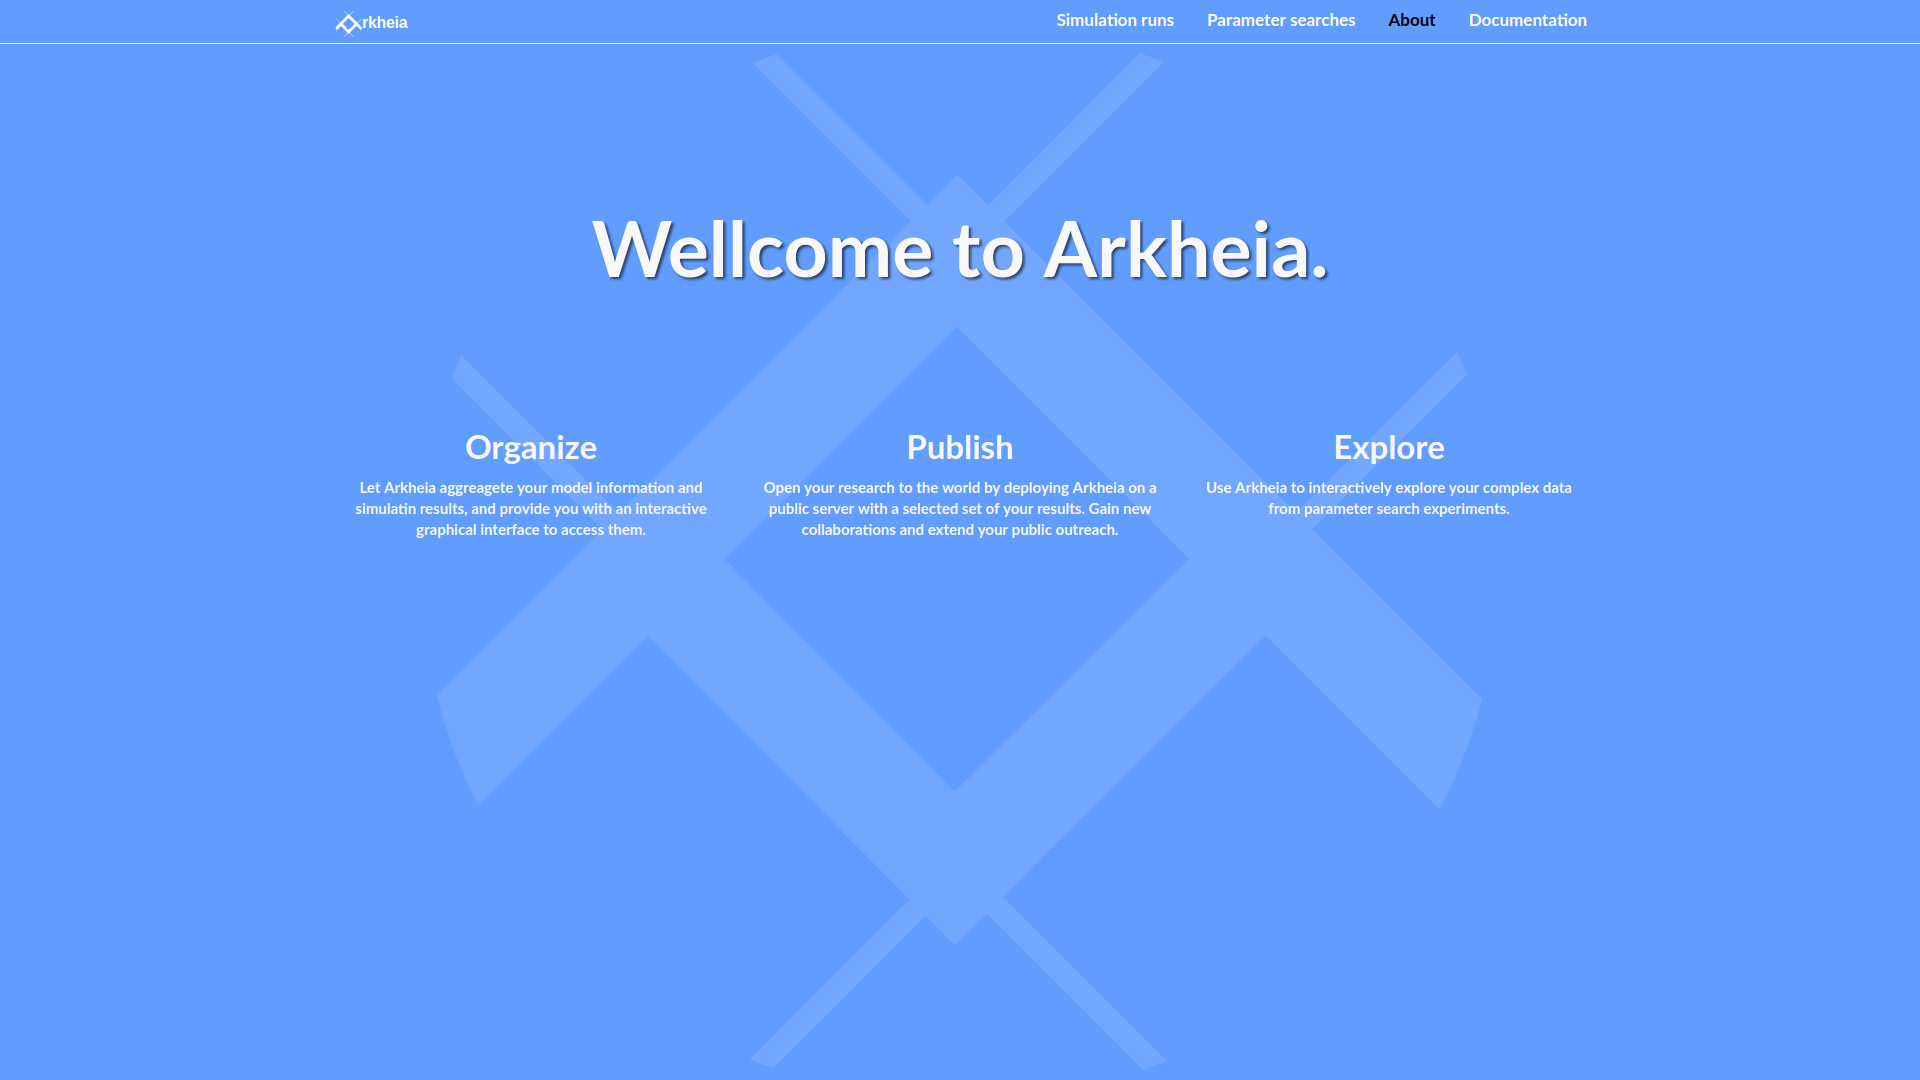 rkheia
Simulation runs Parameter searches About Documentation
Wellcome to Arkheia.
Organize
Let Arkheia aggreagete your model information and
simulatin results, and provide you with an interactive
graphical interface to access them.
Publish
Open your research to the world by deploying Arkheia on a
public server with a selected set of your results. Gain new
collaborations and extend your public outreach.
Explore
Use Arkheia to interactively explore your complex data
from parameter search experiments.